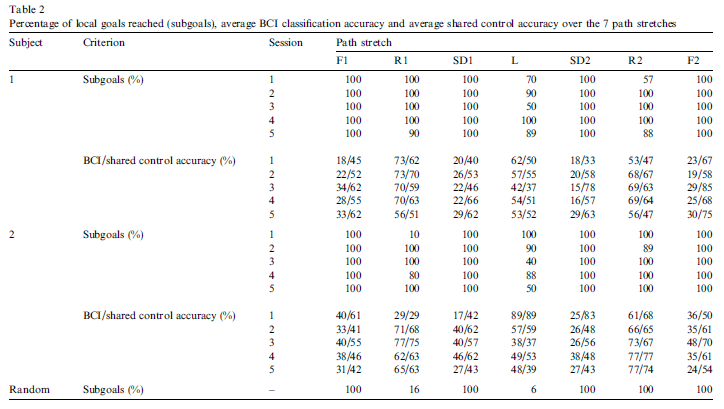 Table 2
Percentage of local goals reached (subgoals), average BCI classification accuracy and average shared control accuracy over the 7 path stretches
Subject Criterion Session Path stretch
F1 R1 SD1 L SD2 R2 F2
1 Subgoals (%) 1 100 100 100 70 100 57 100
2 100 100 100 90 100 100 100
3 100 100 100 50 100 100 100
4 100 100 100 100 100 100 100
5 100 90 100 89 100 88 100
BCI/shared control accuracy (%) 1 18/45 73/62 20/40 62/50 18/33 53/47 23/67
2 22/52 73/70 26/53 57/55 20/58 68/67 19/58
3 34/62 70/59 22/46 42/37 15/78 69/63 29/85
4 28/55 70/63 22/66 54/51 16/57 69/64 25/68
5 33/62 56/51 29/62 53/52 29/63 56/47 30/75
2 Subgoals (%) 1 100 10 100 100 100 100 100
2 100 100 100 90 100 89 100
3 100 100 100 40 100 100 100
4 100 80 100 88 100 100 100
5 100 100 100 50 100 100 100
BCI/shared control accuracy (%) 1 40/61 29/29 17/42 89/89 25/83 61/68 36/50
2 33/41 71/68 40/62 57/59 26/48 66/65 35/61
3 40/55 77/75 40/57 38/37 26/56 73/67 48/70
4 38/46 62/63 46/62 49/53 38/48 77/77 35/61
5 31/42 65/63 27/43 48/39 27/43 77/74 24/54
Random Subgoals (%) – 100 16 100 6 100 100 100